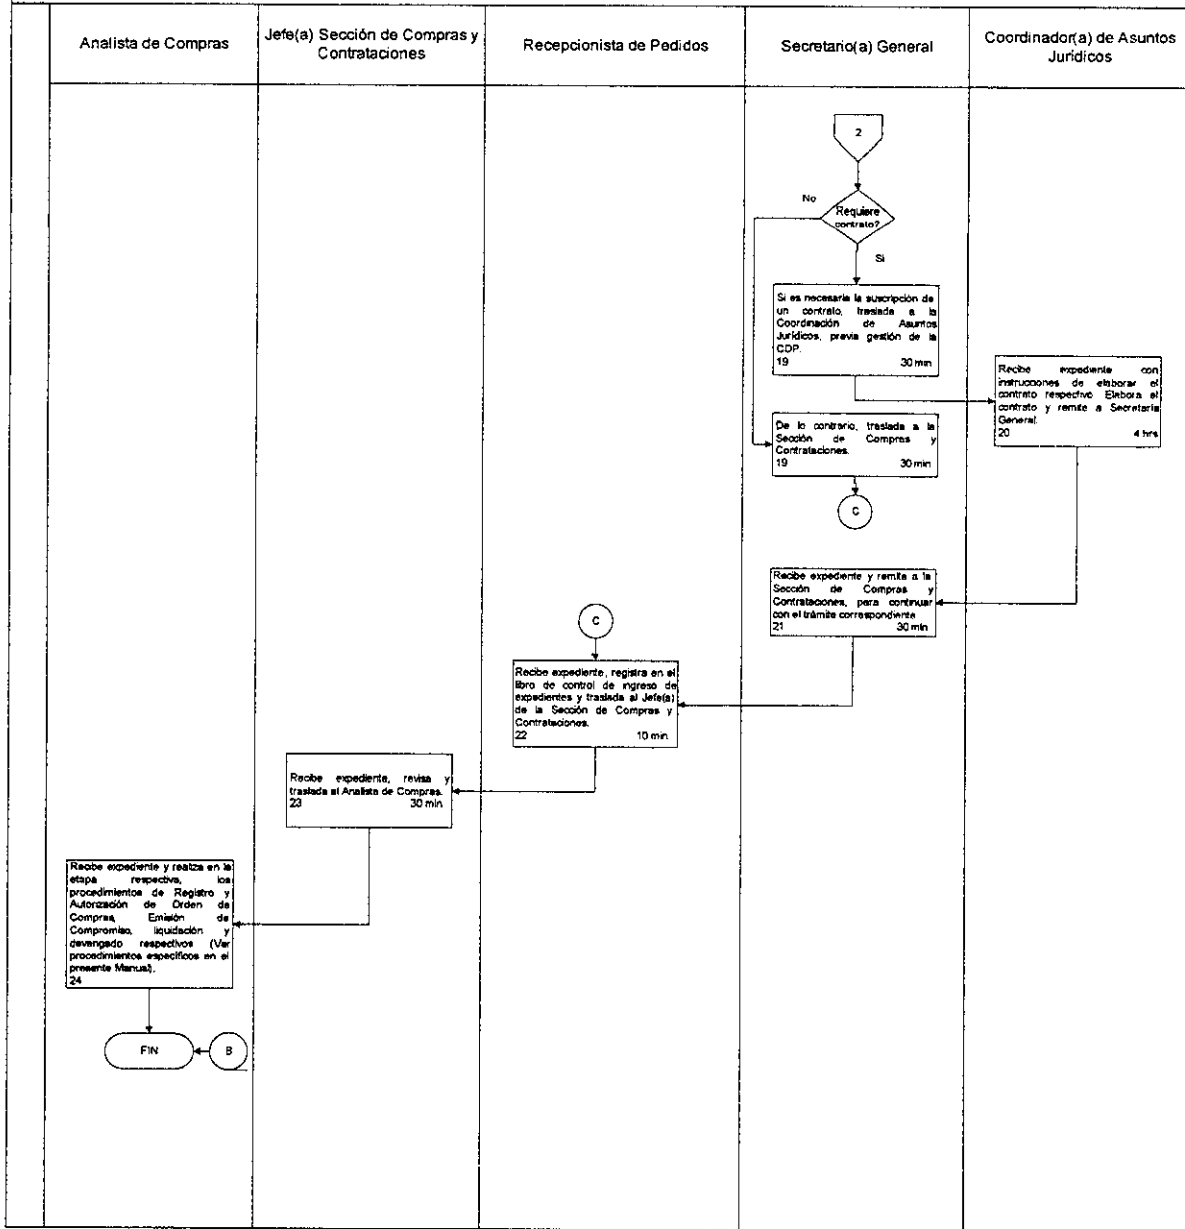 Analista de Compras
Jefe(a) Sección de Compras y
Contrataciones
Recepcionista de Pedidos
Secretario(a) General
Coordinador(a) de Asuntos
Jurídicos
2
No
Requiere
contrato?
Si
Si es necesaria la suscripción de
un contrato, traslada a la
Coordinación de Asuntos
Jurídicos, previa gestión de la
CDP.
19 30 min
Recibe expediente con
instrucciones de elaborar el
contrato respectivo Elabora el
contrato y remite a Secretaría
General.
20 4 hrs
De lo contrario, traslada a la
Sección de Compras y
Contrataciones.
19 30 min
C
Recibe expediente y remite a la
Sección de Compras y
Contrataciones, para continuar
con el trámite correspondiente
21 30 min
C
Recibe expediente, registra en el
libro de control de ingreso de
expedientes y traslada al Jefe(a)
de la Sección de Compras y
Contrataciones.
22 10 min
Recibe expediente, revisa y
traslada al Analista de Compras.
23 30 min
Recibe expediente y realiza en la
etapa respectiva, los
procedimientos de Registro y
Autorización de Orden de
Compras, Emisión de
Compromiso, liquidación y
devengado respectivos (Ver
procedimientos específicos en el
presente Manual).
24
FIN
B